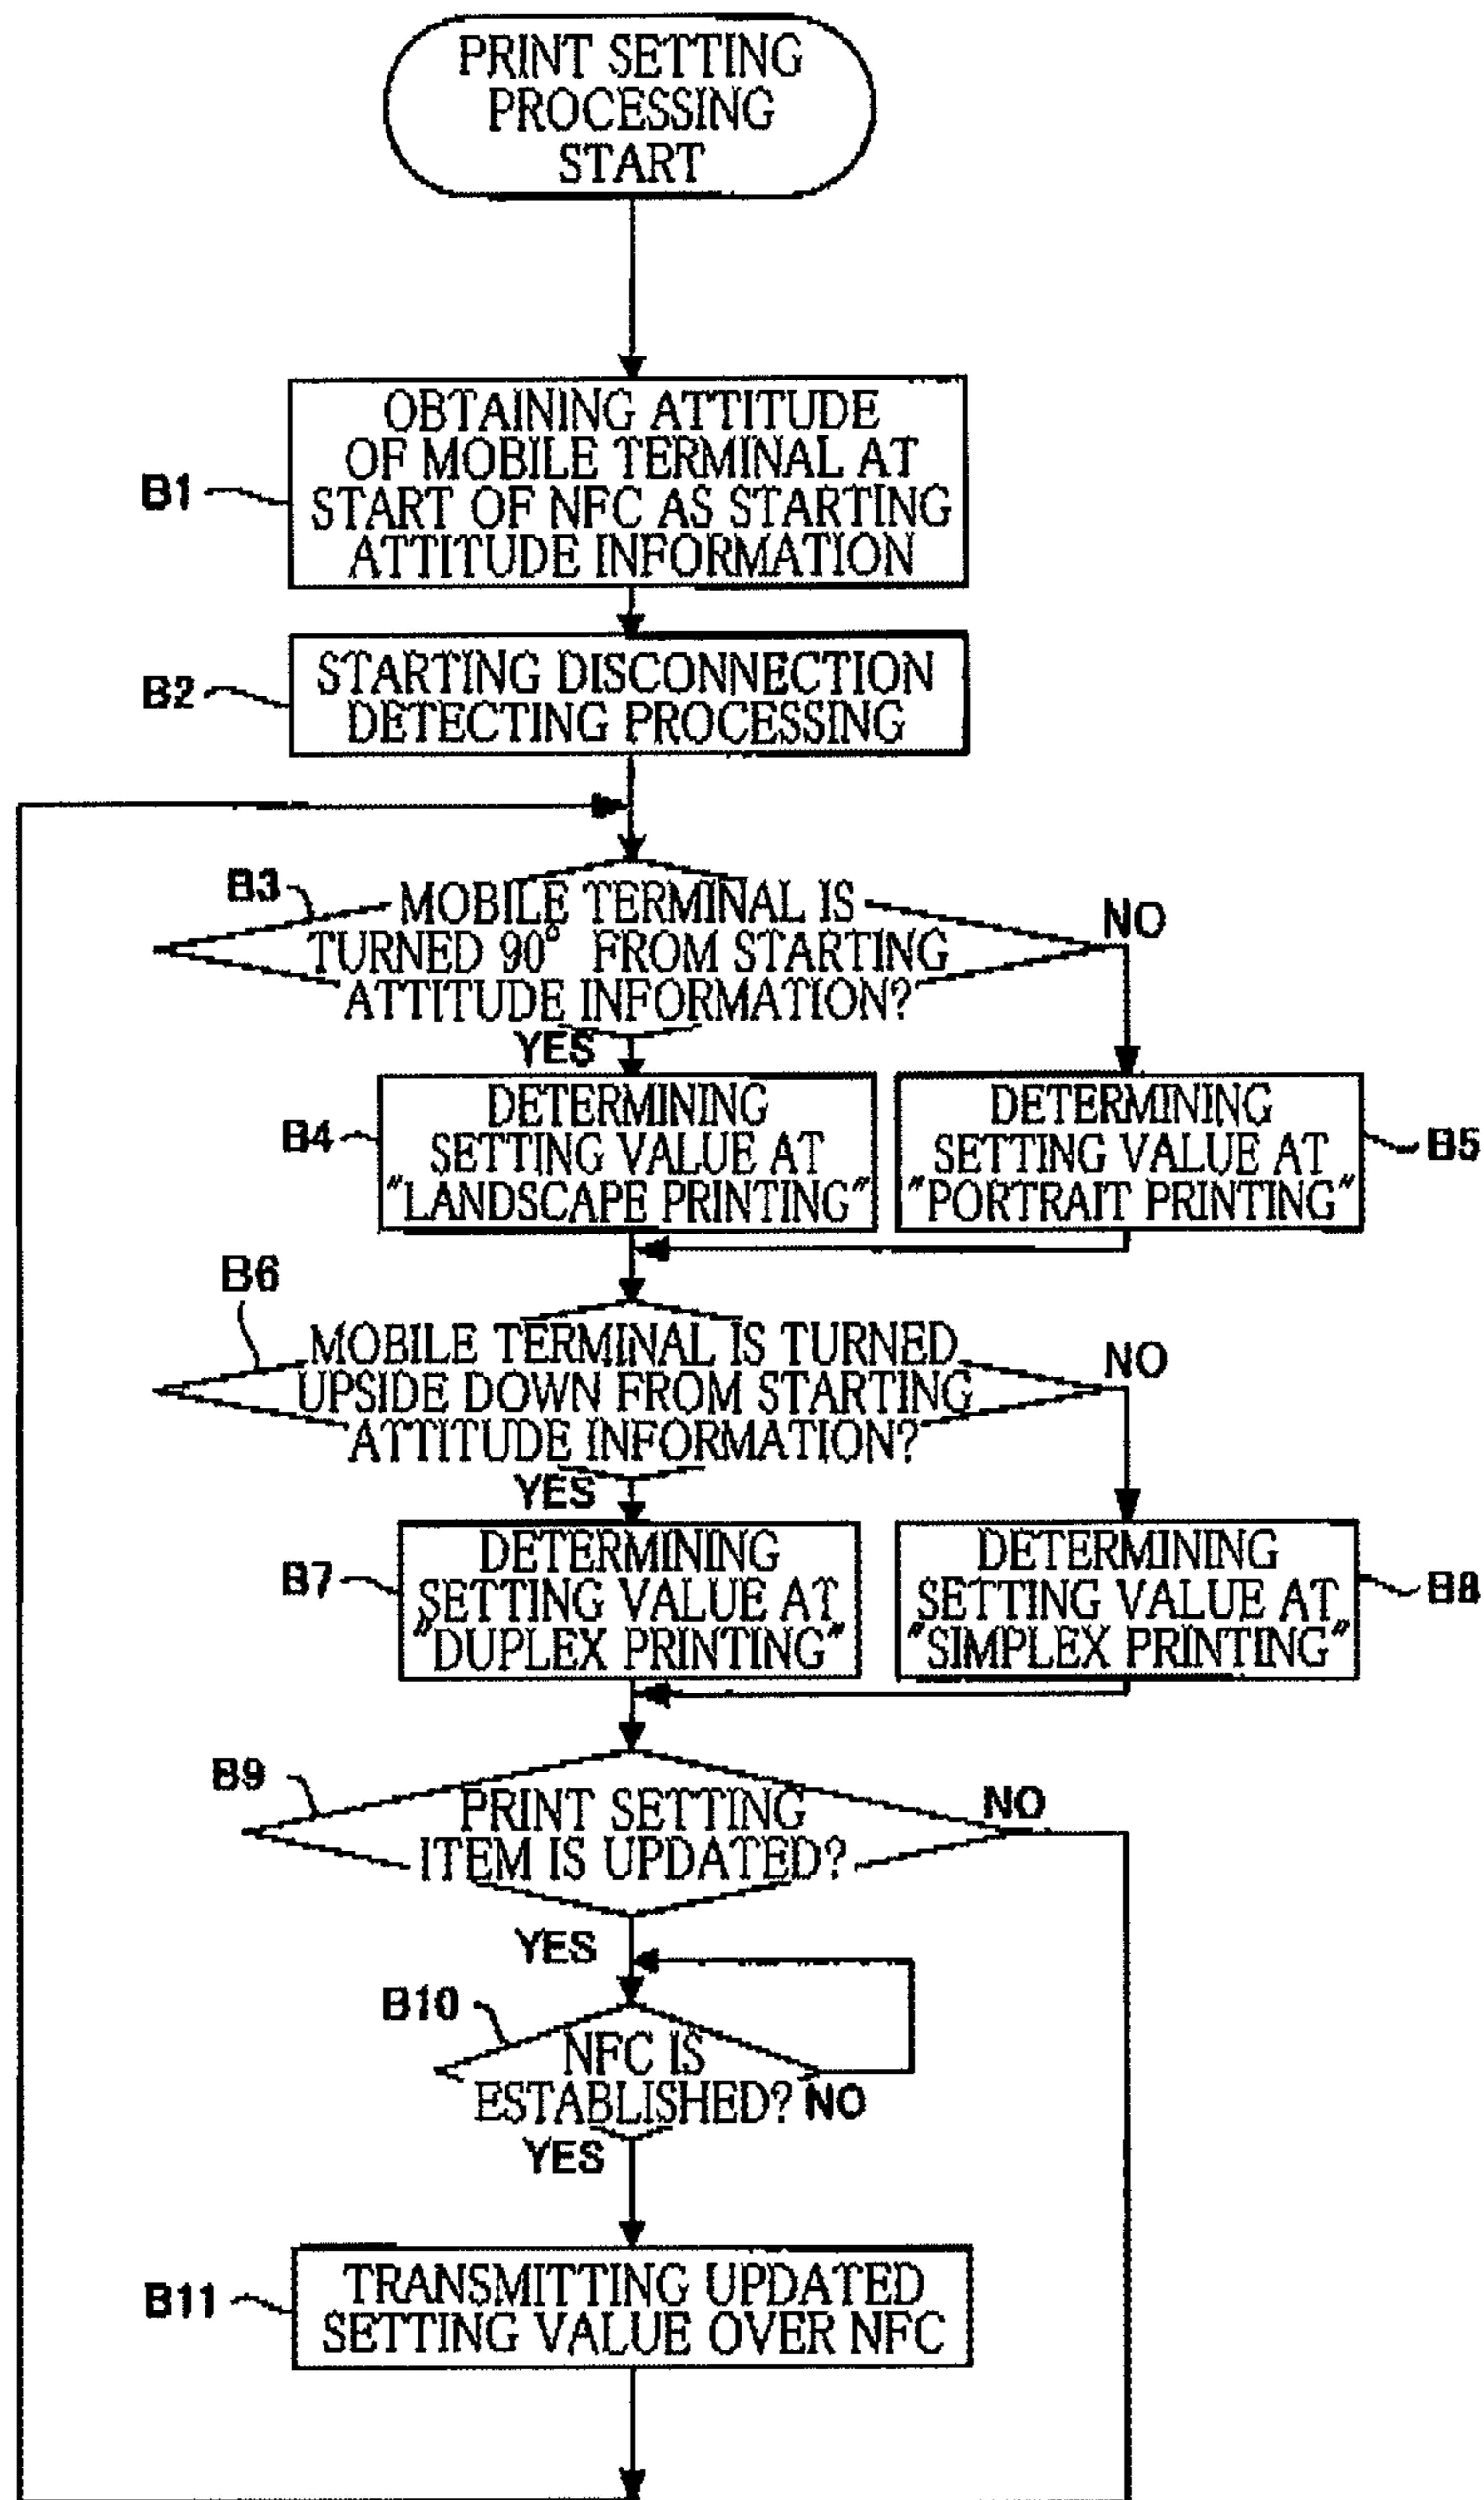 PRINT SETTING
PROCESSING
START
B1
OBTAINING ATTITUDE
OF MOBILE TERMINAL AT
START OF NFC AS STARTING
ATTITUDE INFORMATION
B2
STARTING DISCONNECTION
DETECTING PROCESSING
B3
MOBILE TERMINAL IS
TURNED 90° FROM STARTING
ATTITUDE INFORMATION?
NO
YES
B4
DETERMINING
SETTING VALUE AT
"LANDSCAPE PRINTING"
DETERMINING
SETTING VALUE AT
"PORTRAIT PRINTING"
B5
B6
MOBILE TERMINAL IS TURNED
UPSIDE DOWN FROM STARTING
ATTITUDE INFORMATION?
NO
YES
B7
DETERMINING
SETTING VALUE AT
"DUPLEX PRINTING"
DETERMINING
SETTING VALUE AT
"SIMPLEX PRINTING"
B8
B9
PRINT SETTING
ITEM IS UPDATED?
NO
YES
B10
NFC IS
ESTABLISHED?
NO
YES
B11
TRANSMITTING UPDATED
SETTING VALUE OVER NFC